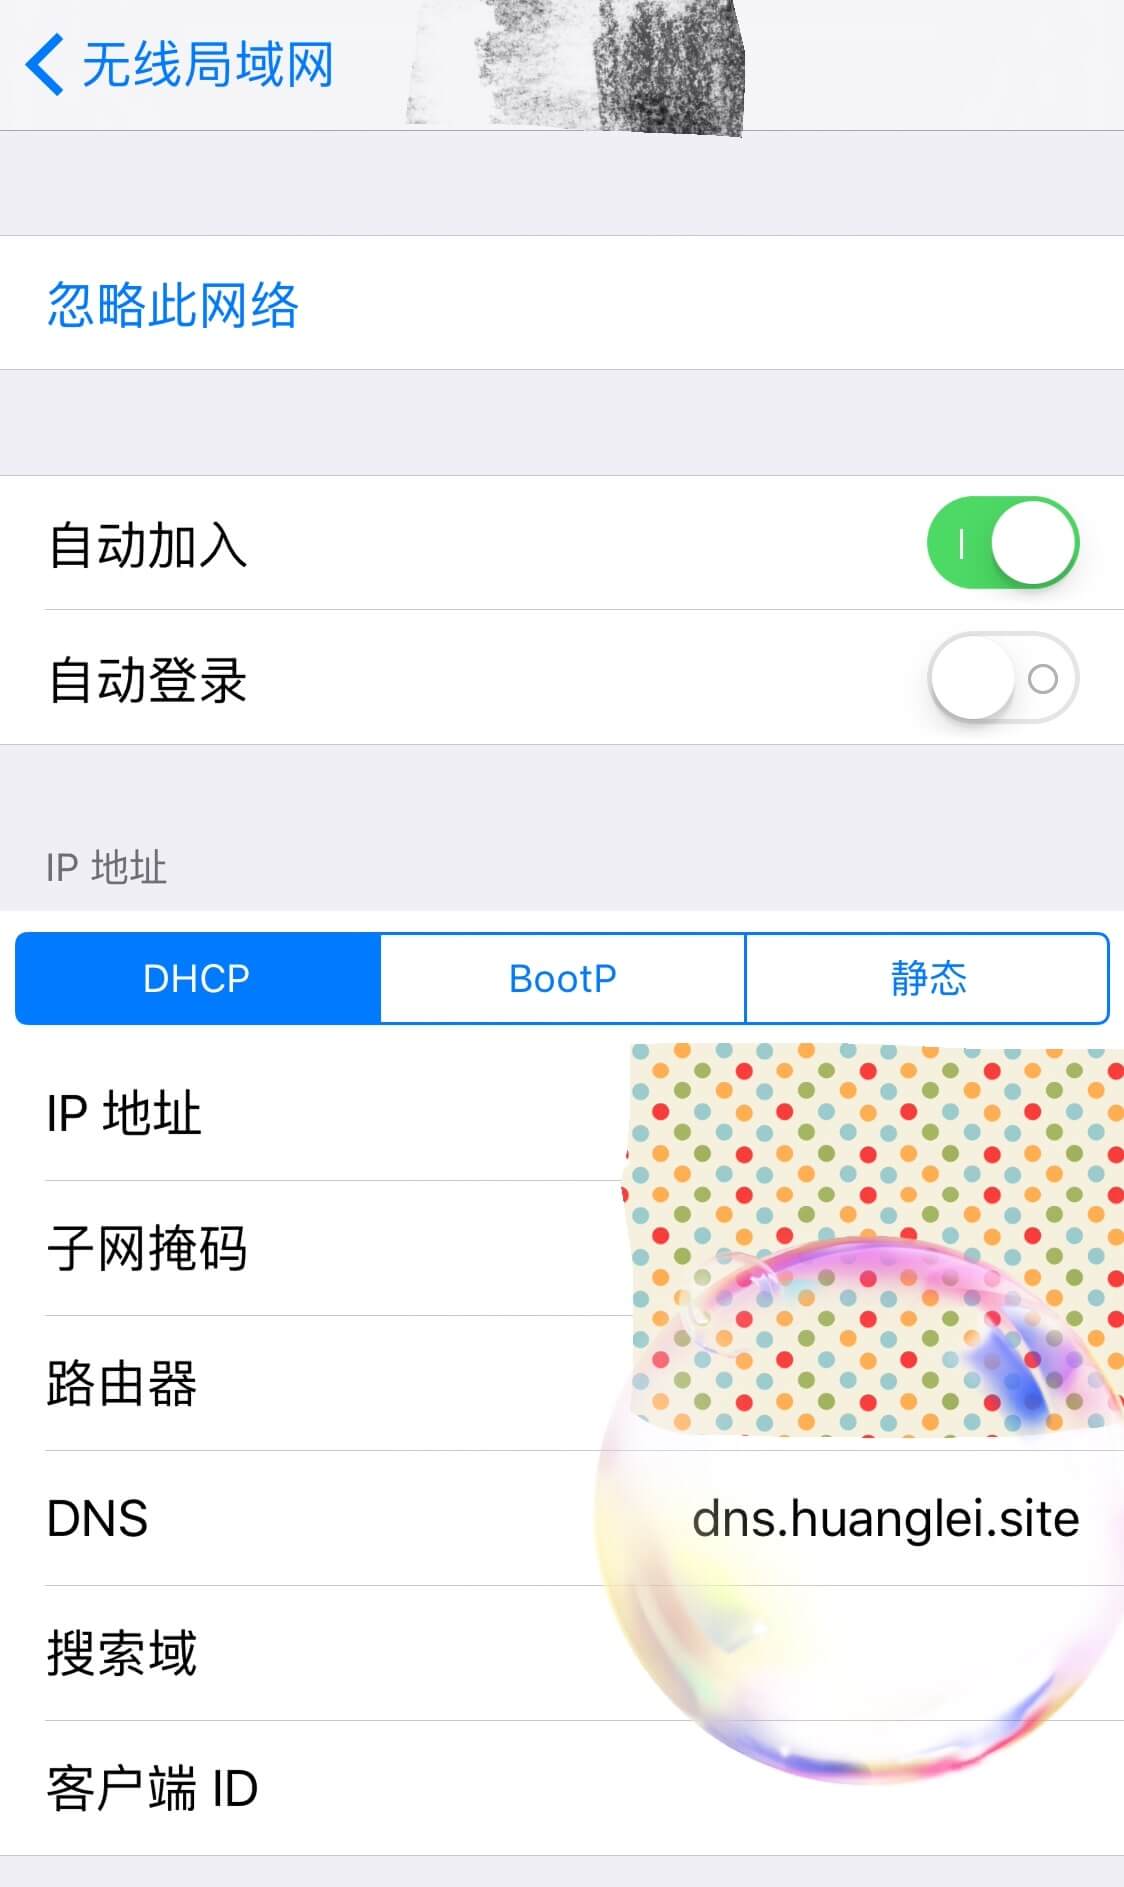 无线局域网
忽略此网络
自动加入
自动登录
IP 地址
DHCP BootP 静态
IP 地址
子网掩码
路由器
DNS dns.huanglei.site
搜索域
客户端 ID